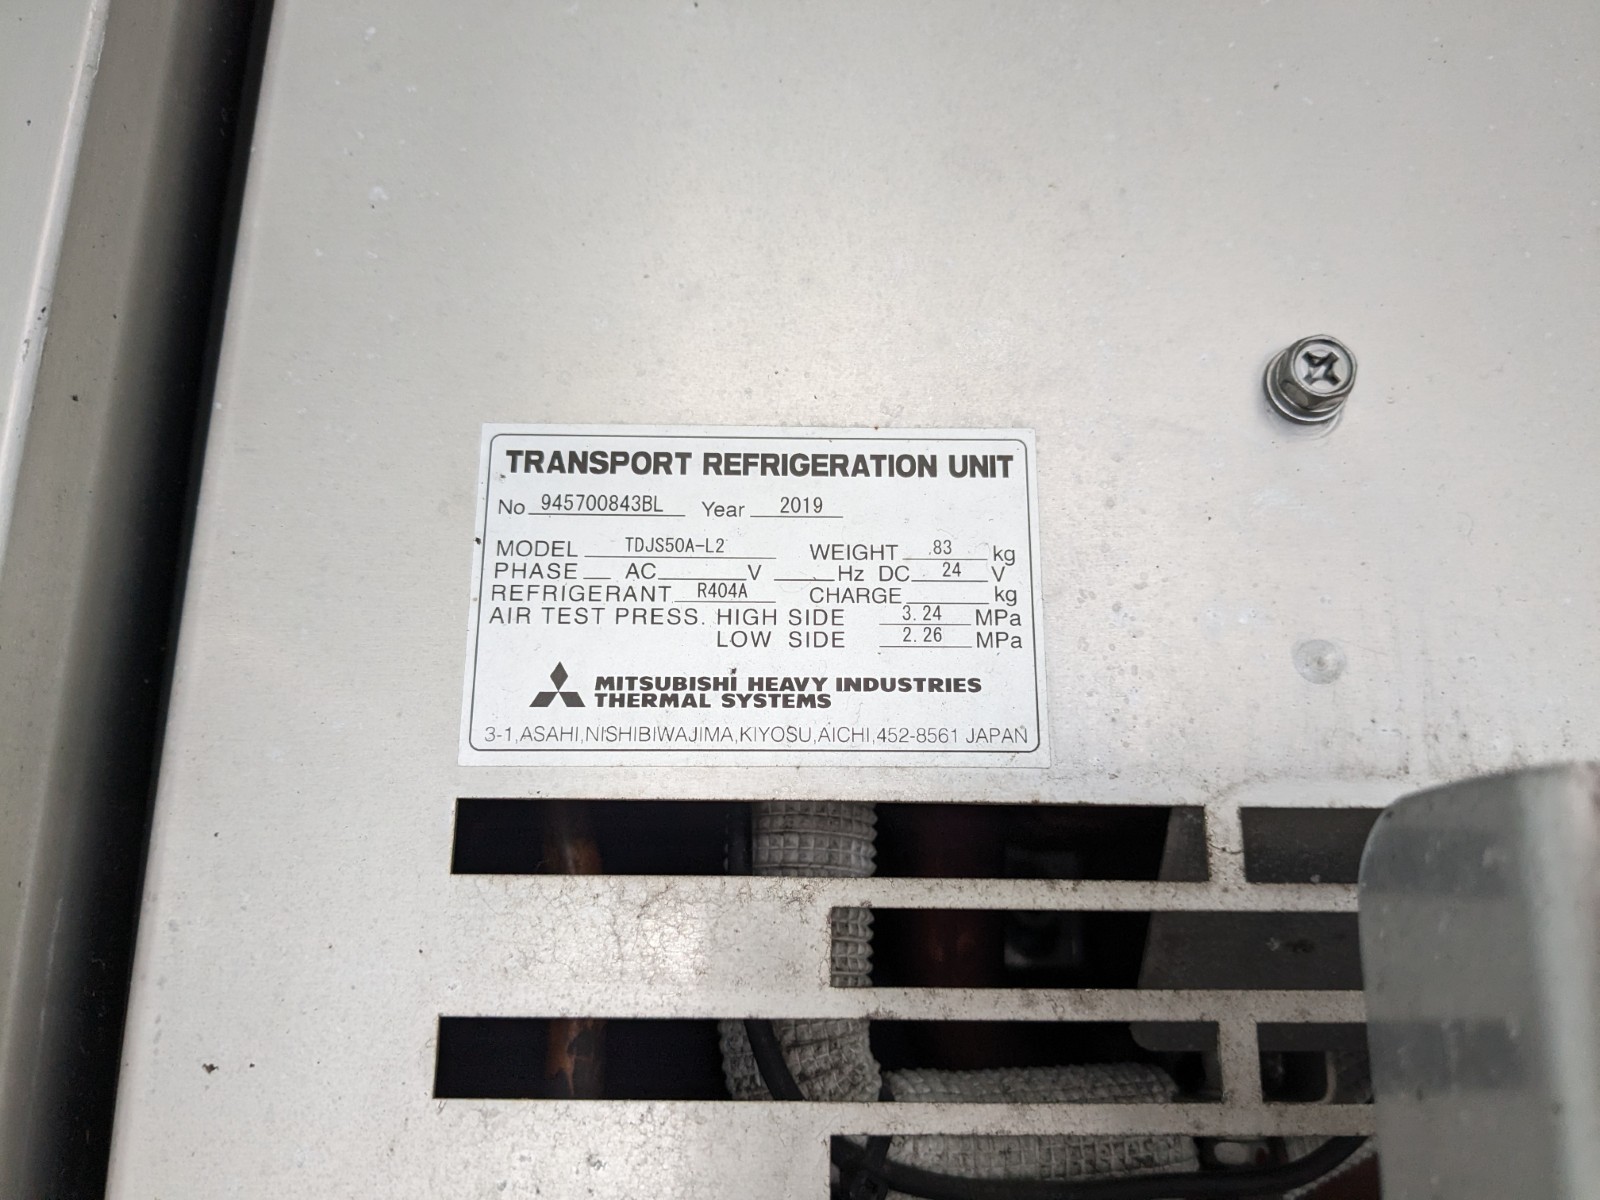 TRANSPORT REFRIGERATION UNIT
No 945700843BL Year 2019
MODEL TDJS50A-L2 WEIGHT 83 kg
PHASE AC V Hz DC 24 V
REFRIGERANT R404A CHARGE kg
AIR TEST PRESS. HIGH SIDE 3.24 MPa
LOW SIDE 2.26 MPa
MITSUBISHI HEAVY INDUSTRIES
THERMAL SYSTEMS
3-1,ASAHI,NISHIBIWAJIMA,KIYOSU,AICHI,452-8561 JAPAN